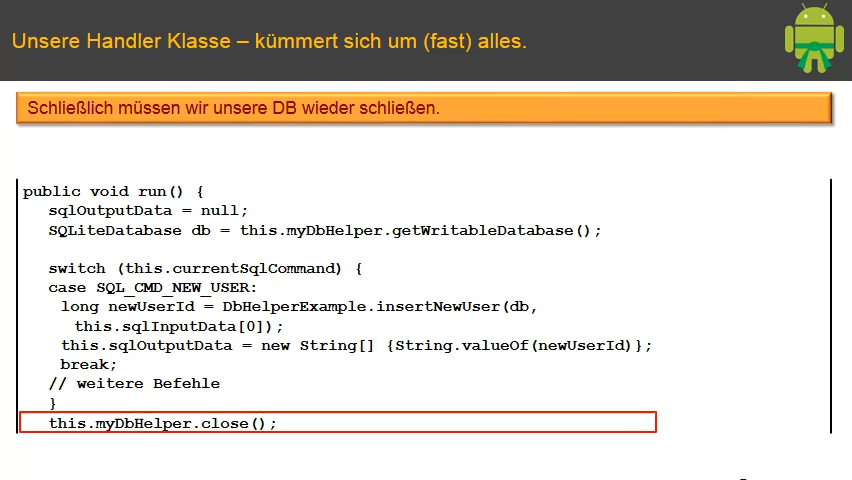 Unsere Handler Klasse – kümmert sich um (fast) alles.
Schließlich müssen wir unsere DB wieder schließen.
public void run() {
sqlOutputData = null;
SQLiteDatabase db = this.myDbHelper.getWritableDatabase();
switch (this.currentSqlCommand) {
case SQL_CMD_NEW_USER:
long newUserId = DbHelperExample.insertNewUser(db,
this.sqlInputData[0]);
this.sqlOutputData = new String[] {String.valueOf(newUserId)};
break;
// weitere Befehle
}
this.myDbHelper.close();